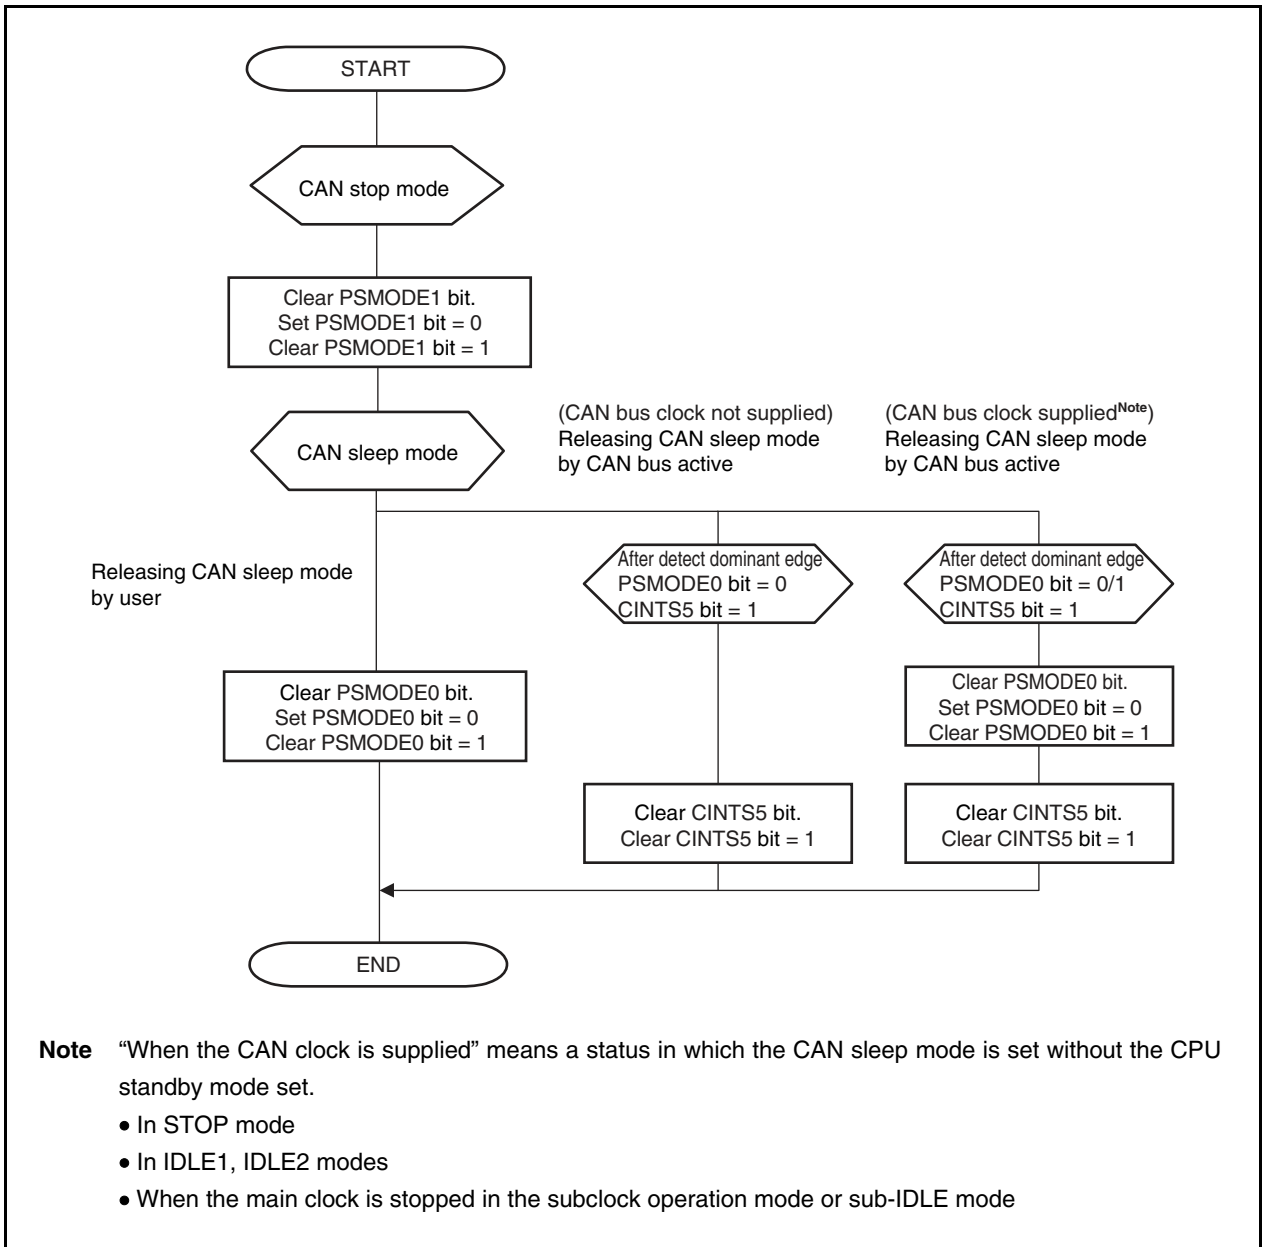 START
CAN stop mode
Clear PSMODE1 bit.
Set PSMODE1 bit = 0
Clear PSMODE1 bit = 1
CAN sleep mode
(CAN bus clock not supplied)
Releasing CAN sleep mode
by CAN bus active
(CAN bus clock supplied^Note)
Releasing CAN sleep mode
by CAN bus active
Releasing CAN sleep mode
by user
After detect dominant edge
PSMODE0 bit = 0
CINTS5 bit = 1
After detect dominant edge
PSMODE0 bit = 0/1
CINTS5 bit = 1
Clear PSMODE0 bit.
Set PSMODE0 bit = 0
Clear PSMODE0 bit = 1
Clear PSMODE0 bit.
Set PSMODE0 bit = 0
Clear PSMODE0 bit = 1
Clear CINTS5 bit.
Clear CINTS5 bit = 1
Clear CINTS5 bit.
Clear CINTS5 bit = 1
END
Note “When the CAN clock is supplied” means a status in which the CAN sleep mode is set without the CPU
standby mode set.
• In STOP mode
• In IDLE1, IDLE2 modes
• When the main clock is stopped in the subclock operation mode or sub-IDLE mode